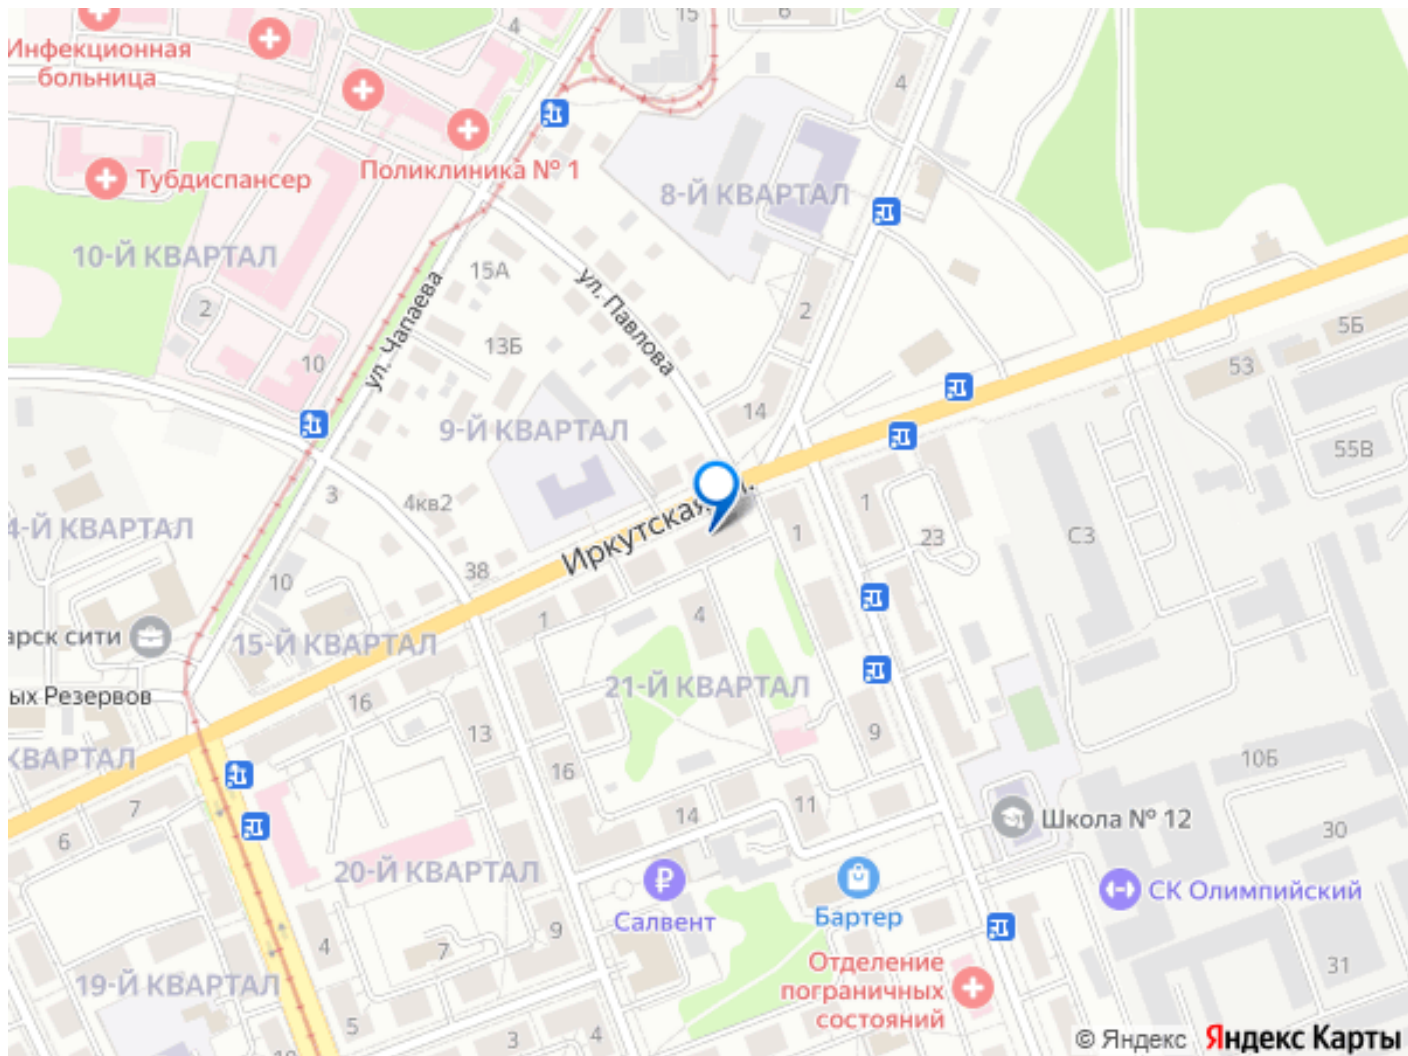 15
6
4
4
Инфекционная
больница
Поликлиника № 1
Тубдиспансер
8-Й КВАРТАЛ
10-Й КВАРТАЛ
15А
ул. Чапаева
ул. Павлова
2
2
13Б
10
5Б
53
14
9-Й КВАРТАЛ
55В
3
4кв2
Иркутская
1
1
23
С3
4-Й КВАРТАЛ
38
10
1
4
арск сити
15-Й КВАРТАЛ
ых Резервов
21-Й КВАРТАЛ
16
13
9
КВАРТАЛ
16
10Б
7
6
14
11
Школа № 12
30
20-Й КВАРТАЛ
Салвент
Бартер
СК Олимпийский
9
4
7
19-Й КВАРТАЛ
Отделение
пограничных
состояний
31
5
3
4
© Яндекс Яндекс Карты